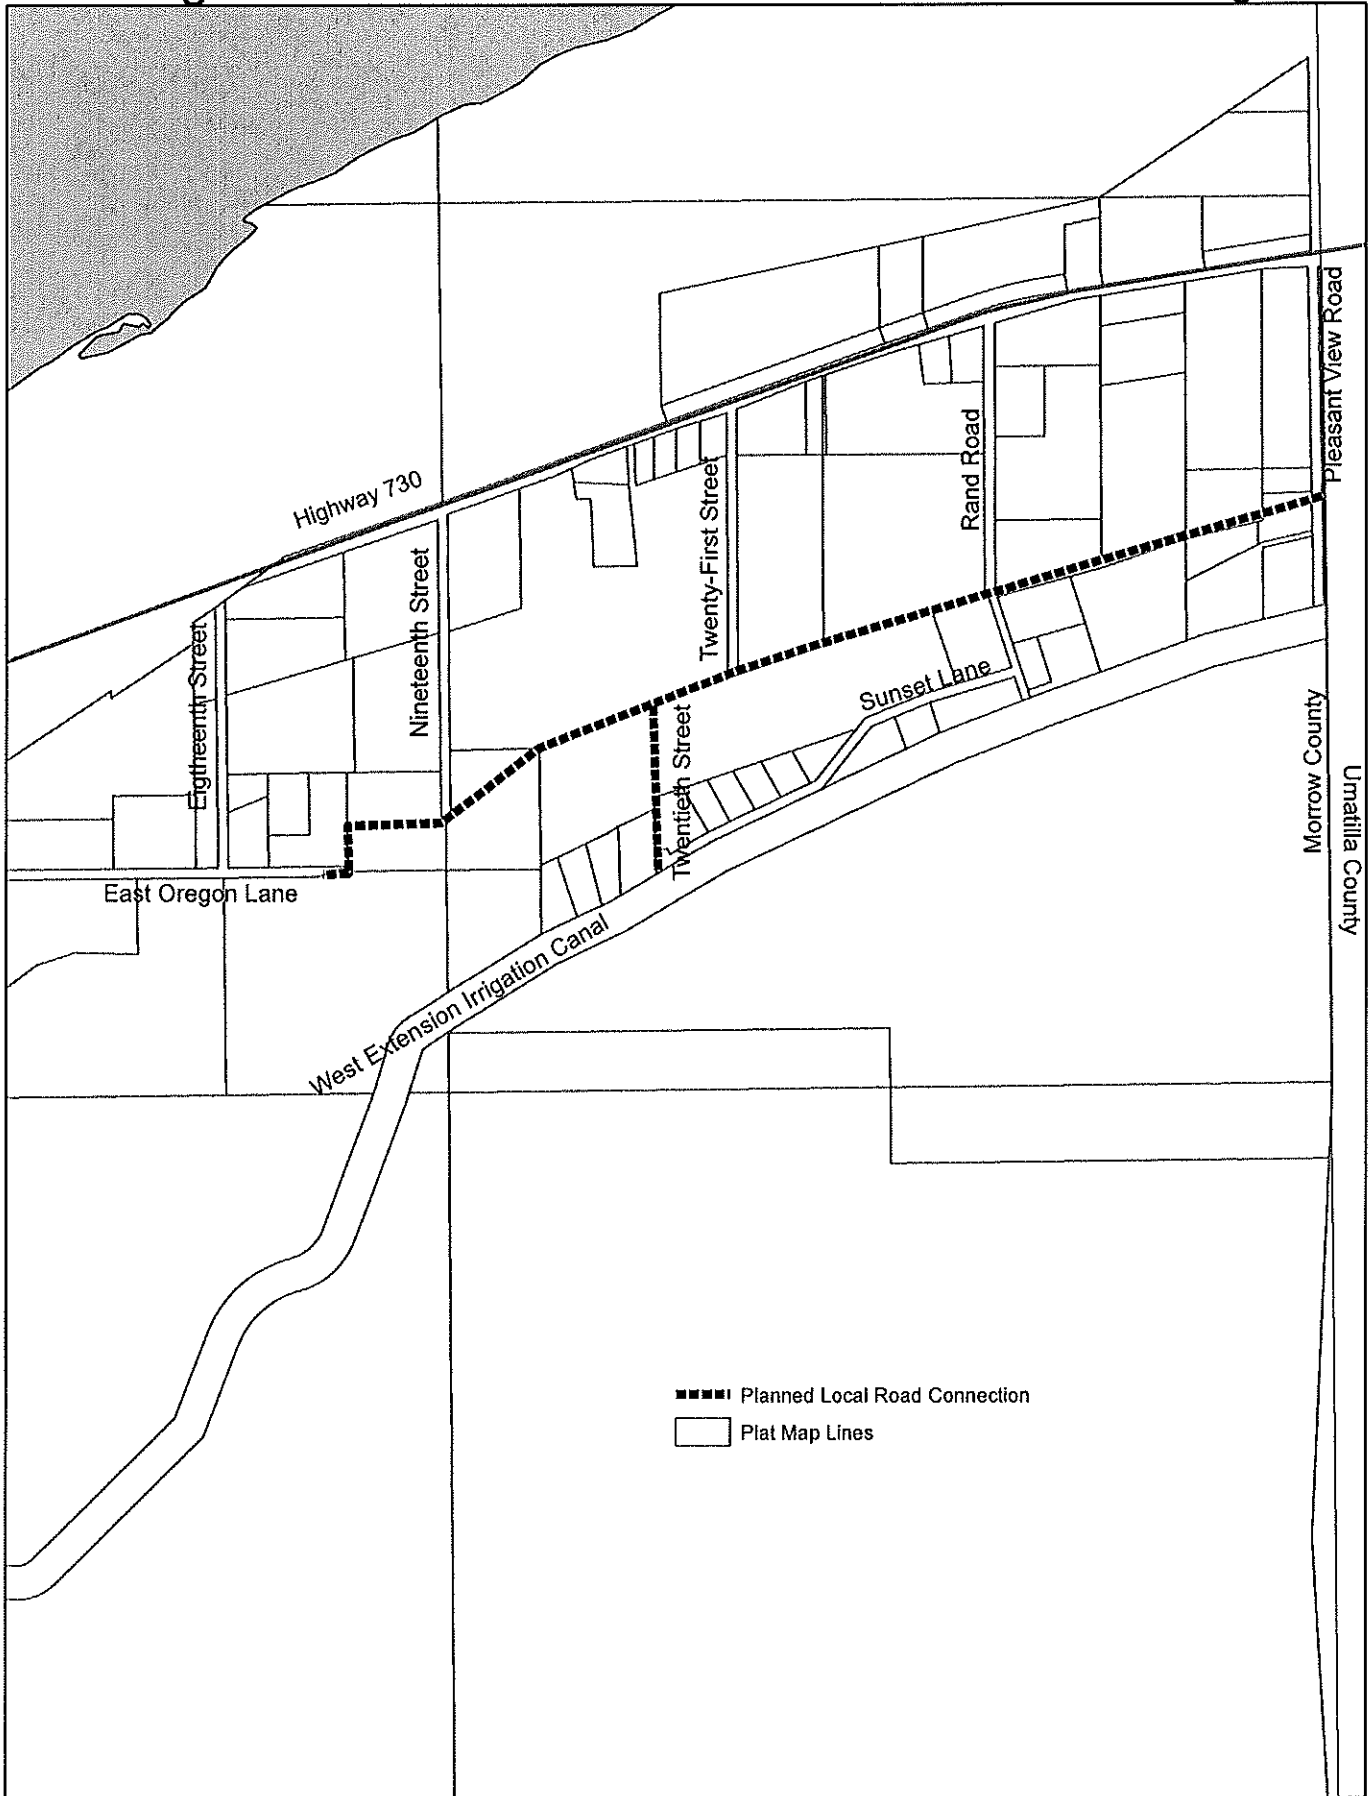 Pleasant View Road
Highway 730
Rand Road
Twenty-First Street
Nineteenth Street
Eigtheenth Street
Sunset Lane
Twentieth Street
Morrow County
Umatilla County
East Oregon Lane
West Extension Irrigation Canal
Planned Local Road Connection
Plat Map Lines